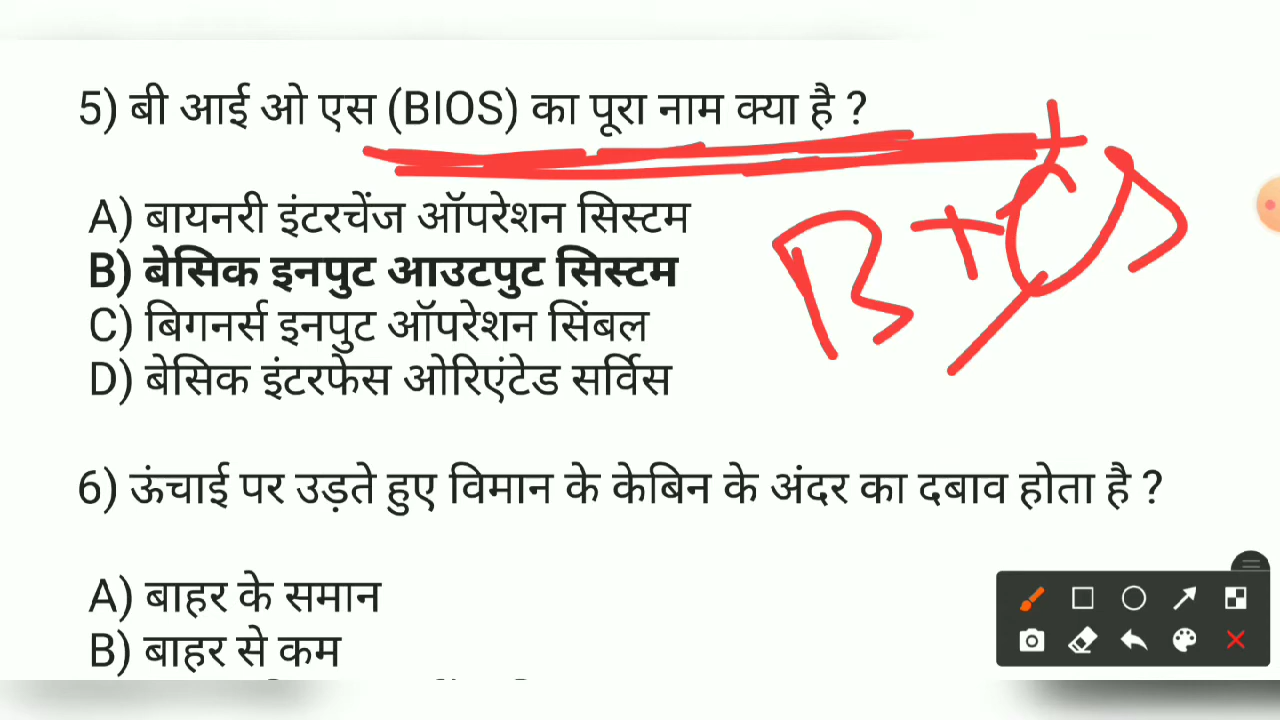 5) बी आई ओ एस (BIOS) का पूरा नाम क्या है ?
A) बायनरी इंटरचेंज ऑपरेशन सिस्टम
B) बेसिक इनपुट आउटपुट सिस्टम
C) बिगनर्स इनपुट ऑपरेशन सिंबल
D) बेसिक इंटरफेस ओरिएंटेड सर्विस
6) ऊंचाई पर उड़ते हुए विमान के केबिन के अंदर का दबाव होता है ?
A) बाहर के समान
B) बाहर से कम